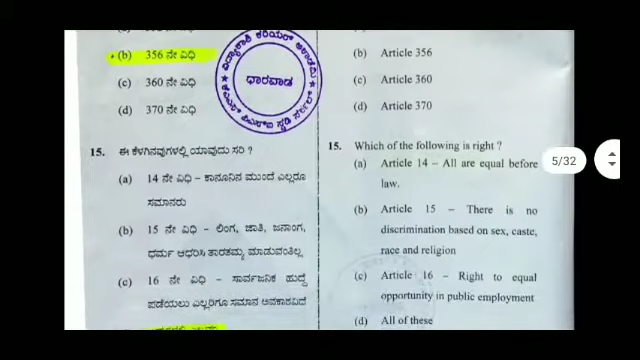 (b) 356 ನೇ ವಿಧಿ
(c) 360 ನೇ ವಿಧಿ
(d) 370 ನೇ ವಿಧಿ
15. ಈ ಕೆಳಗಿನವುಗಳಲ್ಲಿ ಯಾವುದು ಸರಿ ?
(a) 14 ನೇ ವಿಧಿ – ಕಾನೂನಿನ ಮುಂದೆ ಎಲ್ಲರೂ
ಸಮಾನರು
(b) 15 ನೇ ವಿಧಿ – ಲಿಂಗ, ಜಾತಿ, ಜನಾಂಗ,
ಧರ್ಮ ಆಧರಿಸಿ ತಾರತಮ್ಯ ಮಾಡುವಂತಿಲ್ಲ
(c) 16 ನೇ ವಿಧಿ – ಸಾರ್ವಜನಿಕ ಹುದ್ದೆ
ಪಡೆಯಲು ಎಲ್ಲರಿಗೂ ಸಮಾನ ಅವಕಾಶವಿದೆ
ವಿದ್ಯಾಕಾಶಿ ಕರಿಯರ್ ಅಕಾಡೆಮಿ
ಧಾರವಾಡ
(b) Article 356
(c) Article 360
(d) Article 370
15. Which of the following is right ?
(a) Article 14 – All are equal before
law.
(b) Article 15 – There is no
discrimination based on sex, caste,
race and religion
(c) Article 16 – Right to equal
opportunity in public employment
(d) All of these
5/32